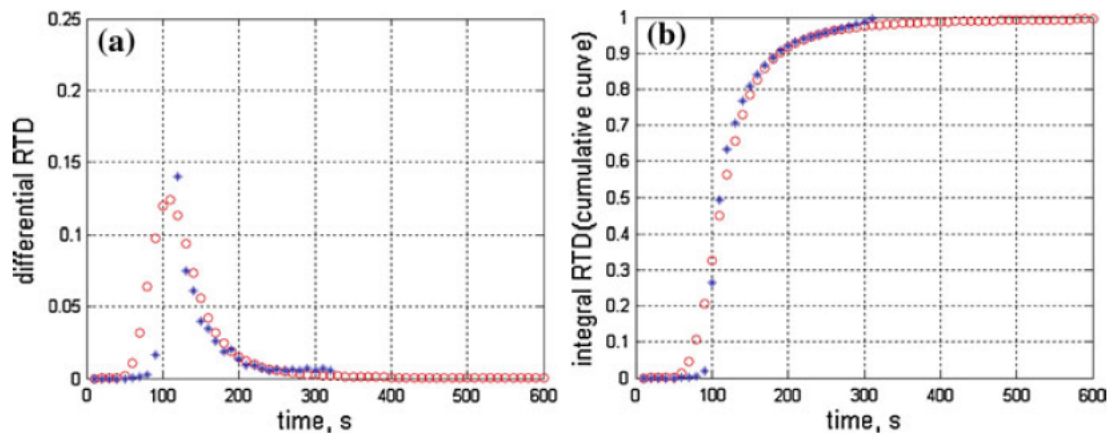 (a)
differential RTD
0.25
0.2
0.15
0.1
0.05
0
0 100 200 300 400 500 600
time, s
(b)
integral RTD(cumulative curve)
1
0.9
0.8
0.7
0.6
0.5
0.4
0.3
0.2
0.1
0
0 100 200 300 400 500 600
time, s